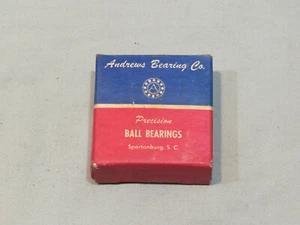 Andrews Bearing Co.
Precision
BALL BEARINGS
Spartanburg, S. C.